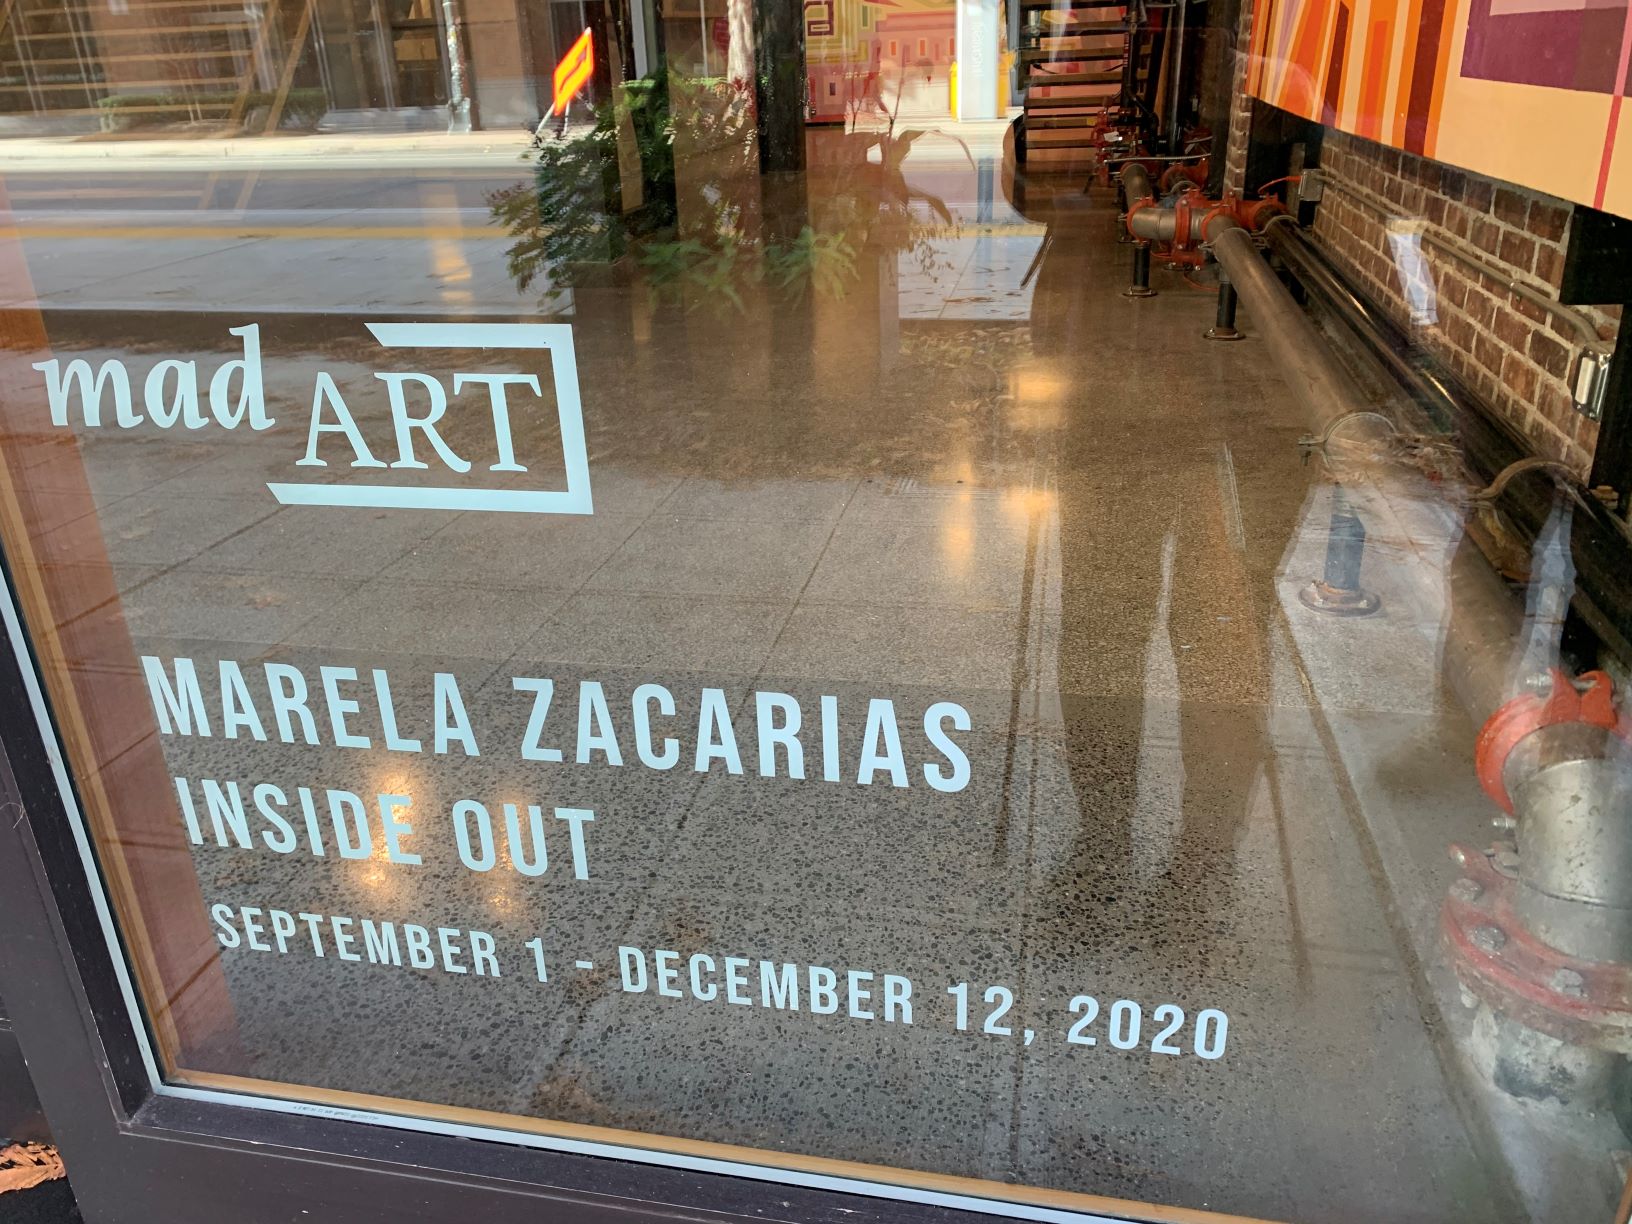 mad ART
MARELA ZACARIAS
INSIDE OUT
SEPTEMBER 1 - DECEMBER 12, 2020